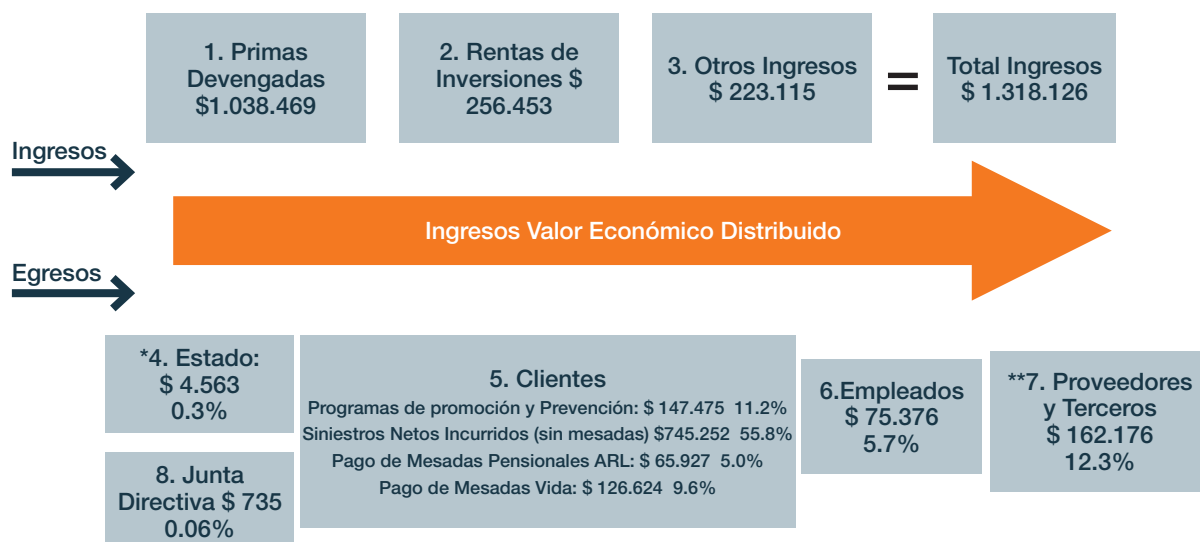 1. Primas
Devengadas
$1.038.469
2. Rentas de
Inversiones $
256.453
3. Otros Ingresos
$ 223.115
=
Total Ingresos
$ 1.318.126
Ingresos
Ingresos Valor Económico Distribuido
Egresos
*4. Estado:
$ 4.563
0.3%
8. Junta
Directiva $ 735
0.06%
5. Clientes
Programas de promoción y Prevención: $ 147.475 11.2%
Siniestros Netos Incurridos (sin mesadas) $745.252 55.8%
Pago de Mesadas Pensionales ARL: $ 65.927 5.0%
Pago de Mesadas Vida: $ 126.624 9.6%
6.Empleados
$ 75.376
5.7%
**7. Proveedores
y Terceros
$ 162.176
12.3%